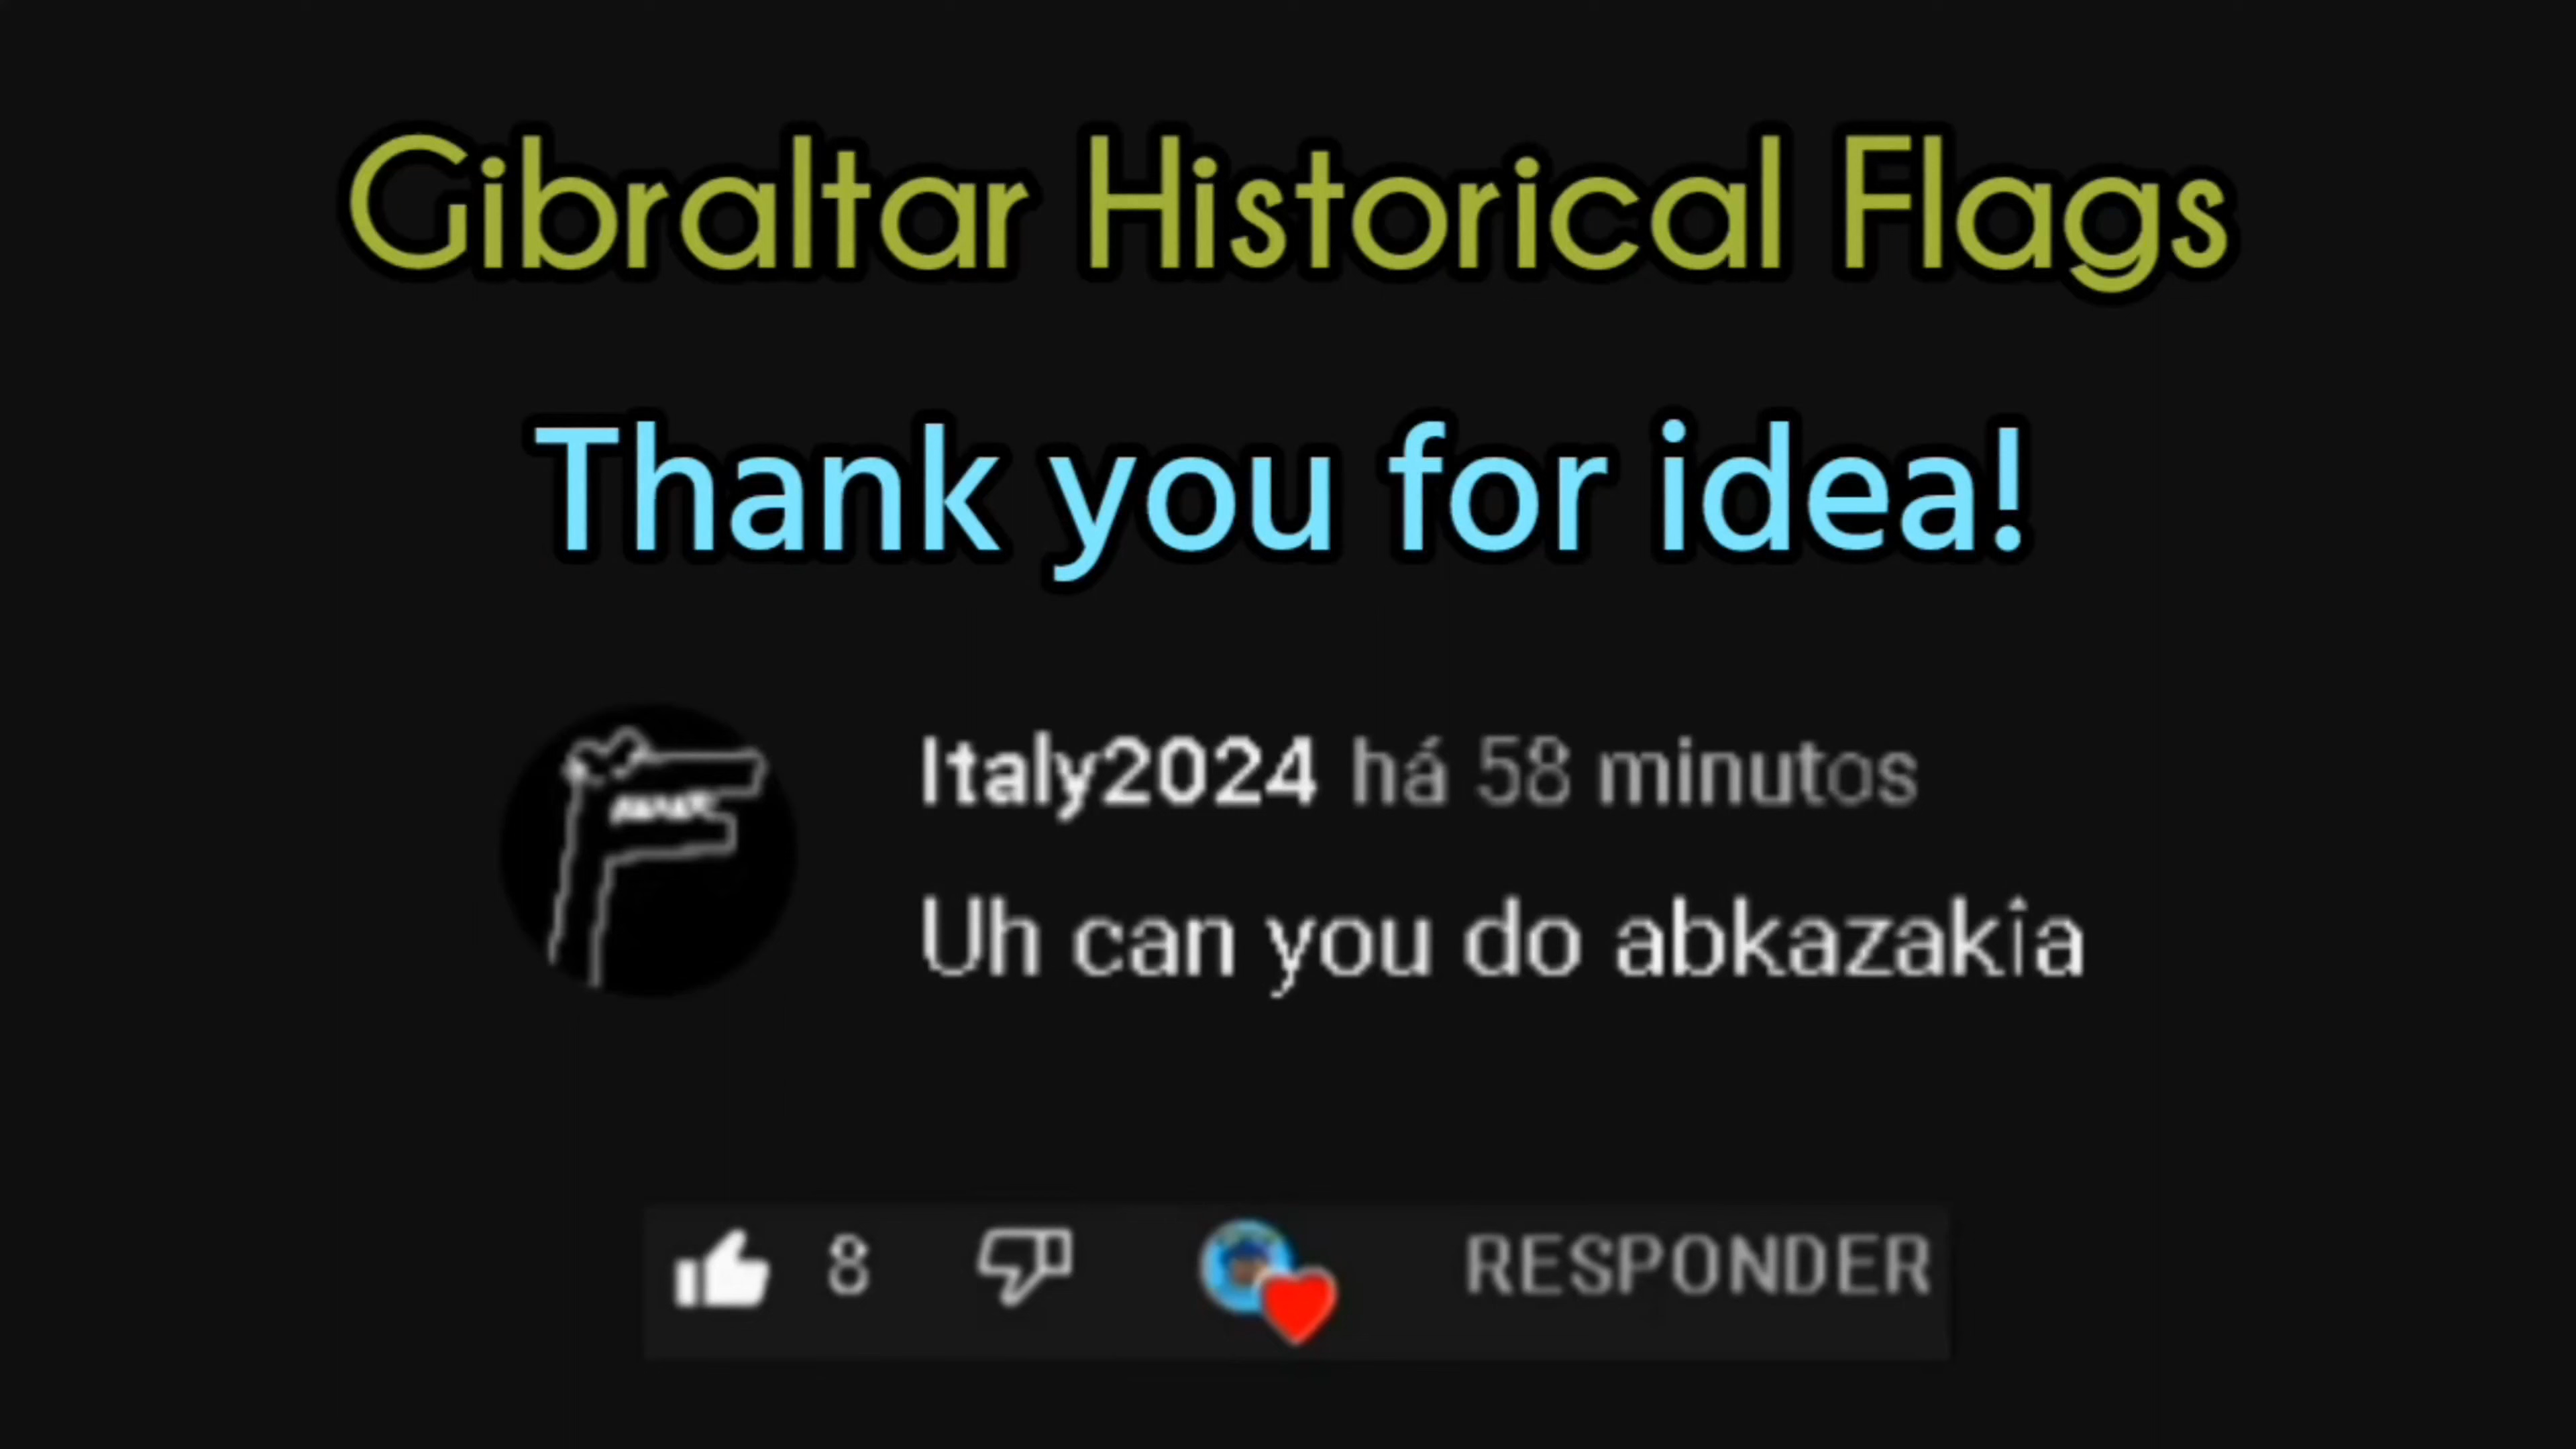 Gibraltar Historical Flags
Thank you for idea!
Italy2024 há 58 minutos
Uh can you do abkazakia
8 RESPONDER